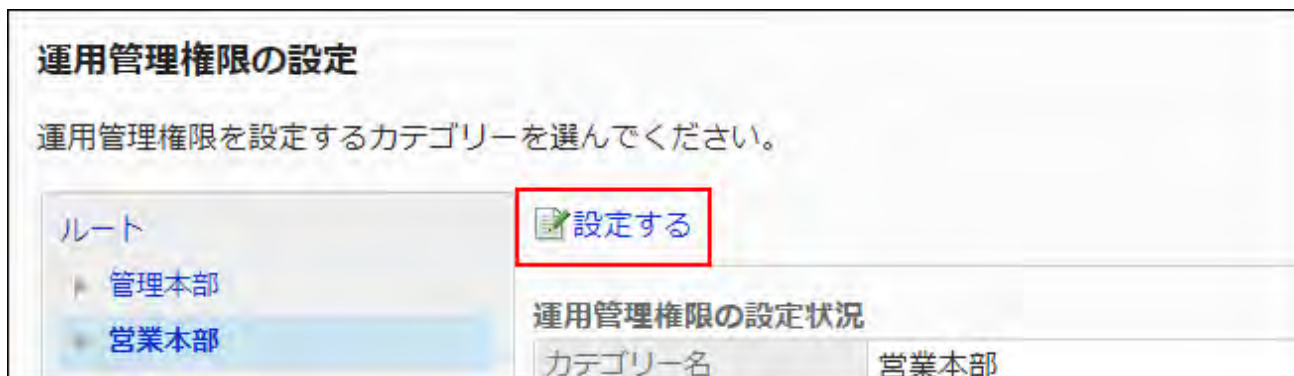 運用管理権限の設定
運用管理権限を設定するカテゴリーを選んでください。
ルート
管理本部
営業本部
設定する
運用管理権限の設定状況
カテゴリー名 営業本部